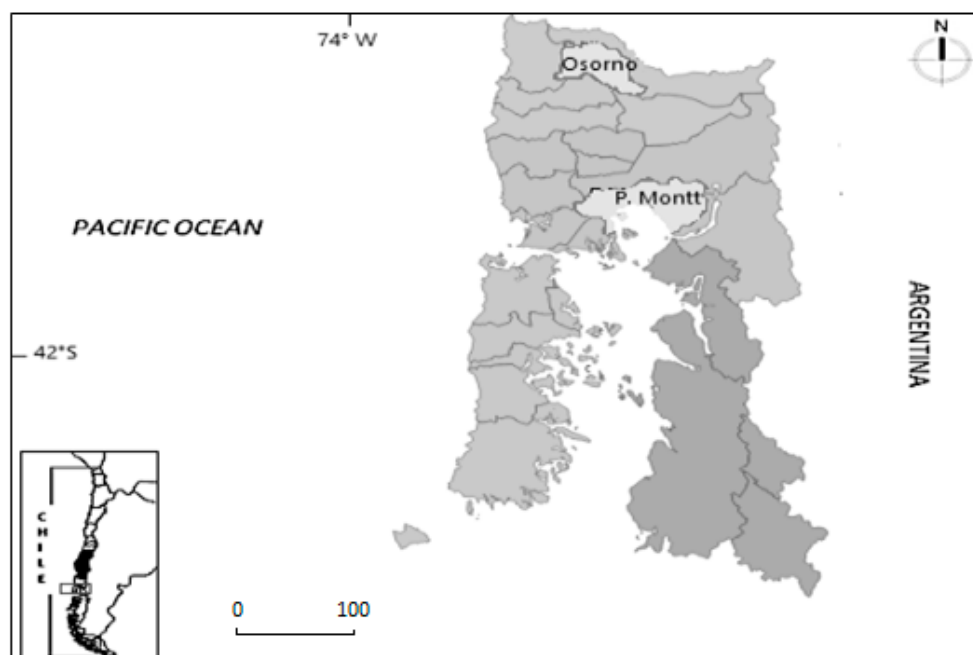 74° W
N
Osorno
P. Montt
PACIFIC OCEAN
ARGENTINA
42°S
CHILE
0 100